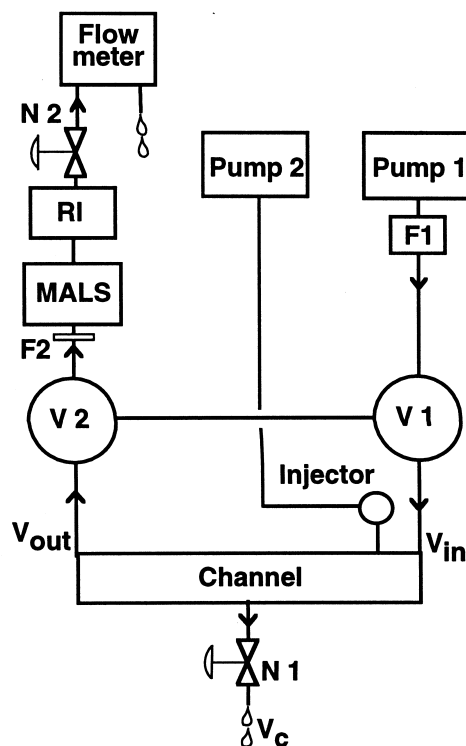 Flow
meter
N 2
Pump 2
Pump 1
RI
F1
MALS
F2
V 2
V 1
Injector
Vout
Vin
Channel
N 1
Vc